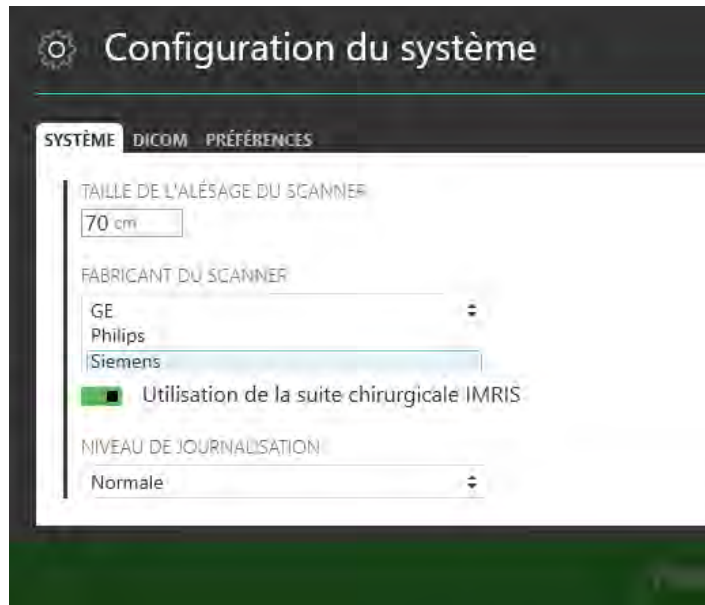 Configuration du système
SYSTÈME DICOM PRÉFÉRENCES
TAILLE DE L'ALÉSAGE DU SCANNER
70 cm
FABRICANT DU SCANNER
GE
Philips
Siemens
Utilisation de la suite chirurgicale IMRIS
NIVEAU DE JOURNALISATION
Normale